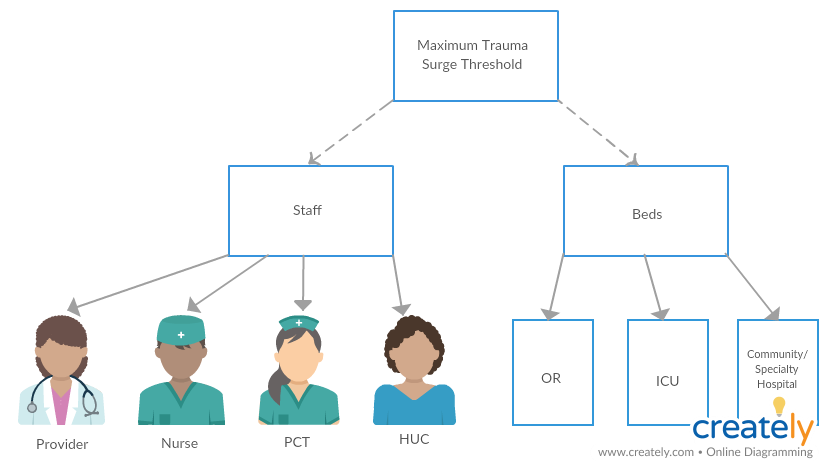 Maximum Trauma
Surge Threshold
Staff
Beds
Provider
Nurse
PCT
HUC
OR
ICU
Community/
Specialty
Hospital
creately
www.creately.com • Online Diagramming